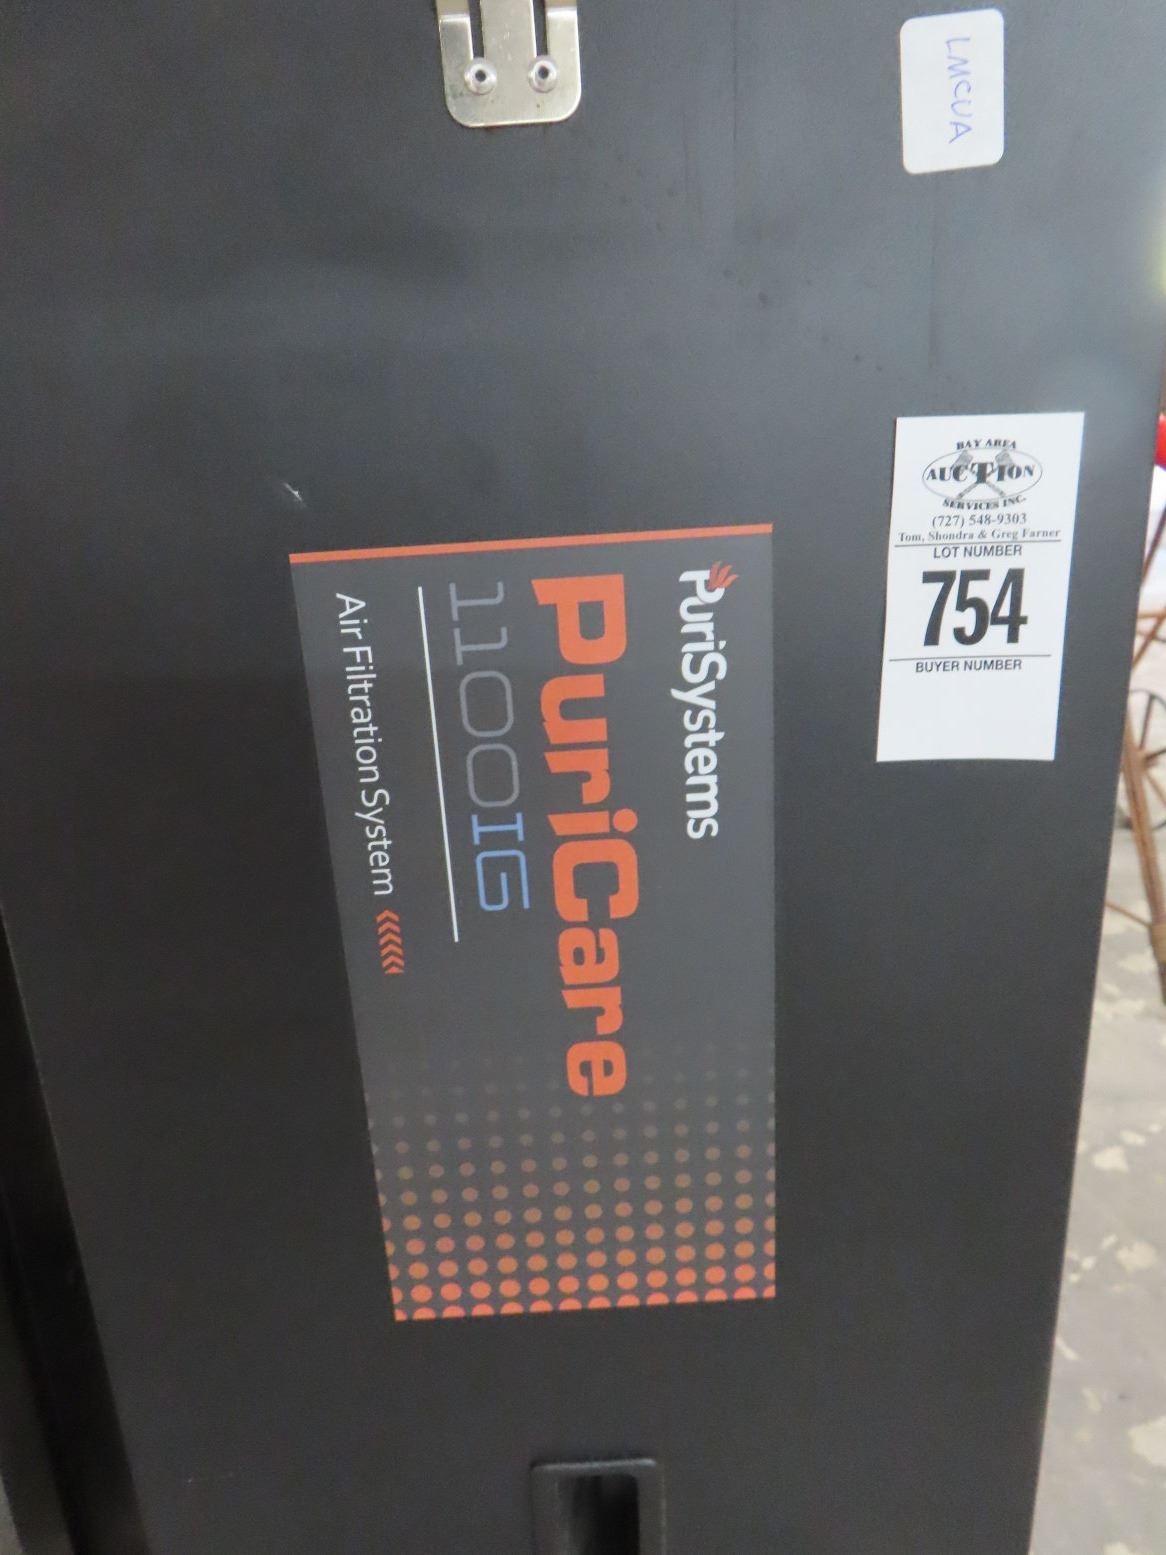 LMCUA
BAY AREA
AUCTION
SERVICES INC.
(727) 548-9303
Tom, Shondra & Greg Farner
LOT NUMBER
754
BUYER NUMBER
PuriSystems
PuriCare
1100IG
Air Filtration System